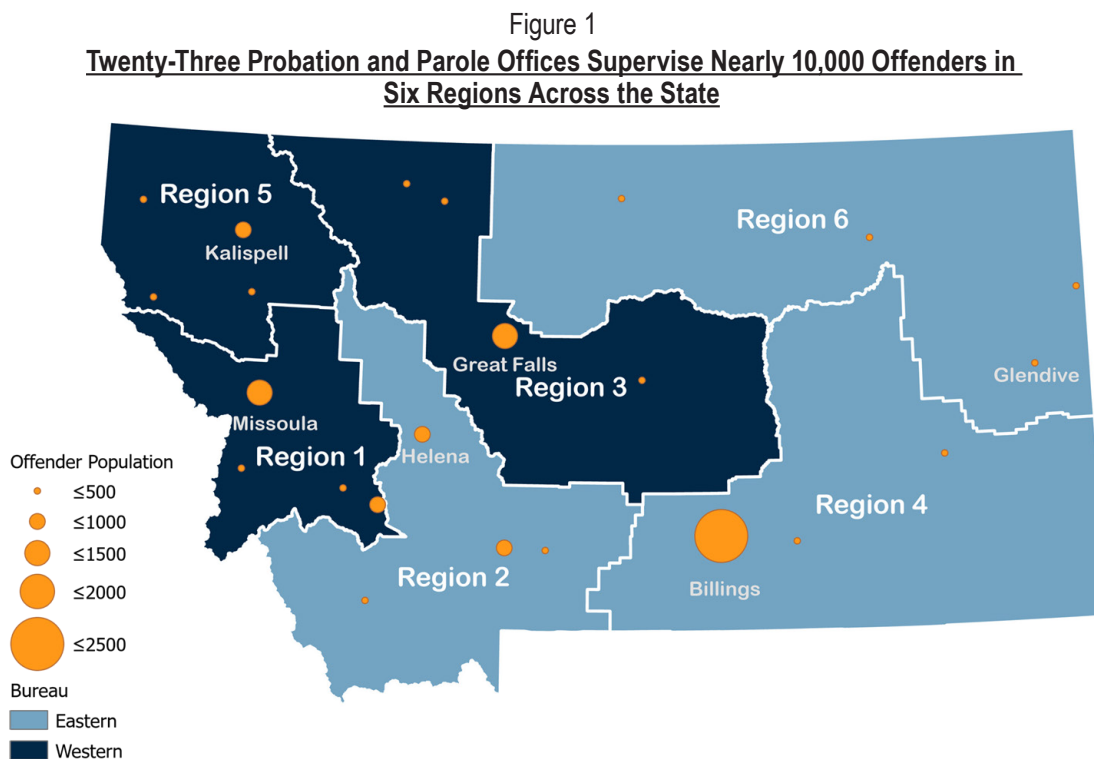 Figure 1
Twenty-Three Probation and Parole Offices Supervise Nearly 10,000 Offenders in
Six Regions Across the State
Region 5
Kalispell
Region 6
Great Falls
Region 3
Glendive
Missoula
Region 1
Helena
Region 4
Region 2
Billings
Offender Population
≤500
≤1000
≤1500
≤2000
≤2500
Bureau
Eastern
Western